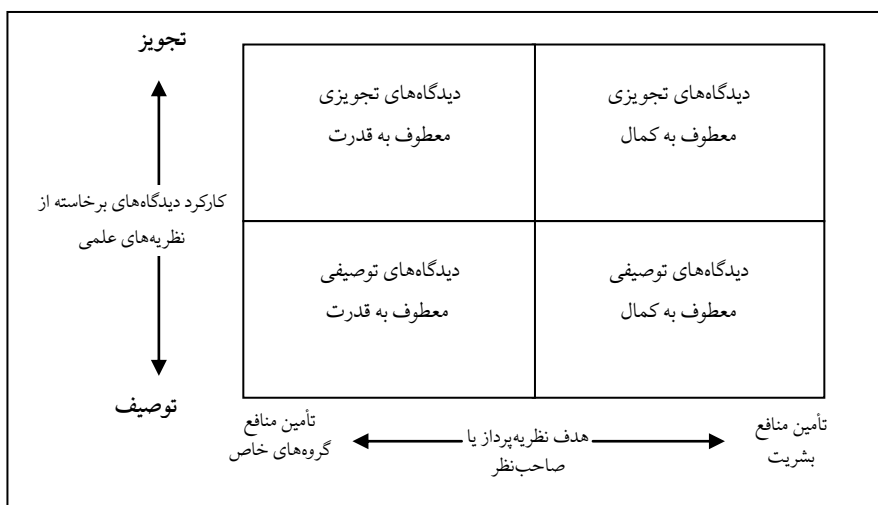 تجویز
دیدگاه‌های تجویزی
معطوف به کمال
دیدگاه‌های تجویزی
معطوف به قدرت
کارکرد دیدگاه‌های برخاسته از
نظریه‌های علمی
دیدگاه‌های توصیفی
معطوف به کمال
دیدگاه‌های توصیفی
معطوف به قدرت
توصیف
تأمین منافع
بشریت
هدف نظریه‌پرداز یا
صاحب‌نظر
تأمین منافع
گروه‌های خاص